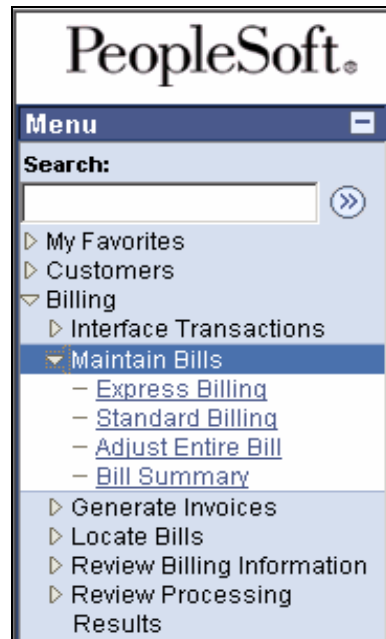 PeopleSoft®
Menu
Search:
My Favorites
Customers
Billing
Interface Transactions
Maintain Bills
– Express Billing
– Standard Billing
– Adjust Entire Bill
– Bill Summary
Generate Invoices
Locate Bills
Review Billing Information
Review Processing
Results